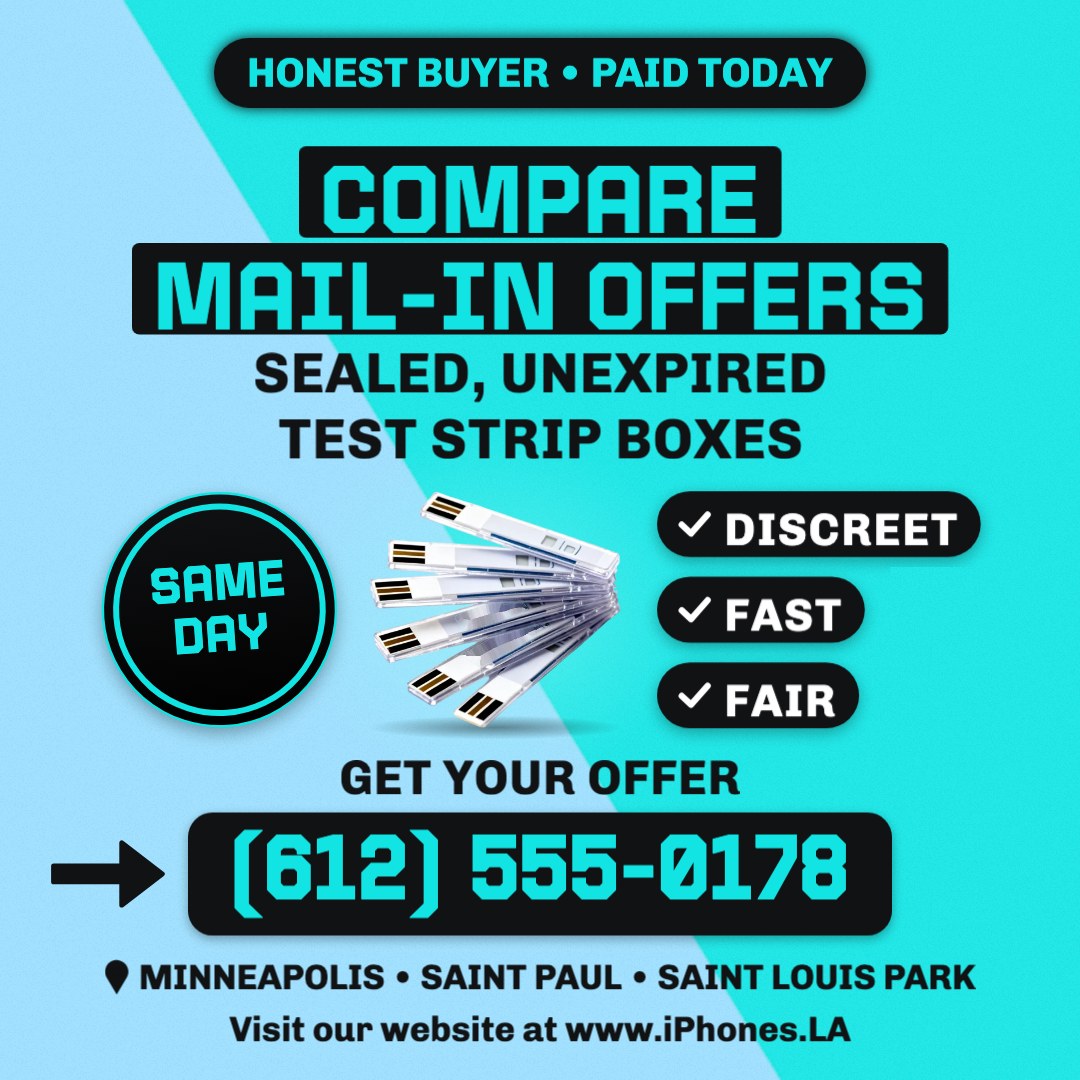 HONEST BUYER • PAID TODAY
COMPARE
MAIL-IN OFFERS
SEALED, UNEXPIRED
TEST STRIP BOXES
SAME
DAY
DISCREET
FAST
FAIR
GET YOUR OFFER
(612) 555-0178
MINNEAPOLIS • SAINT PAUL • SAINT LOUIS PARK
Visit our website at www.iPhones.LA